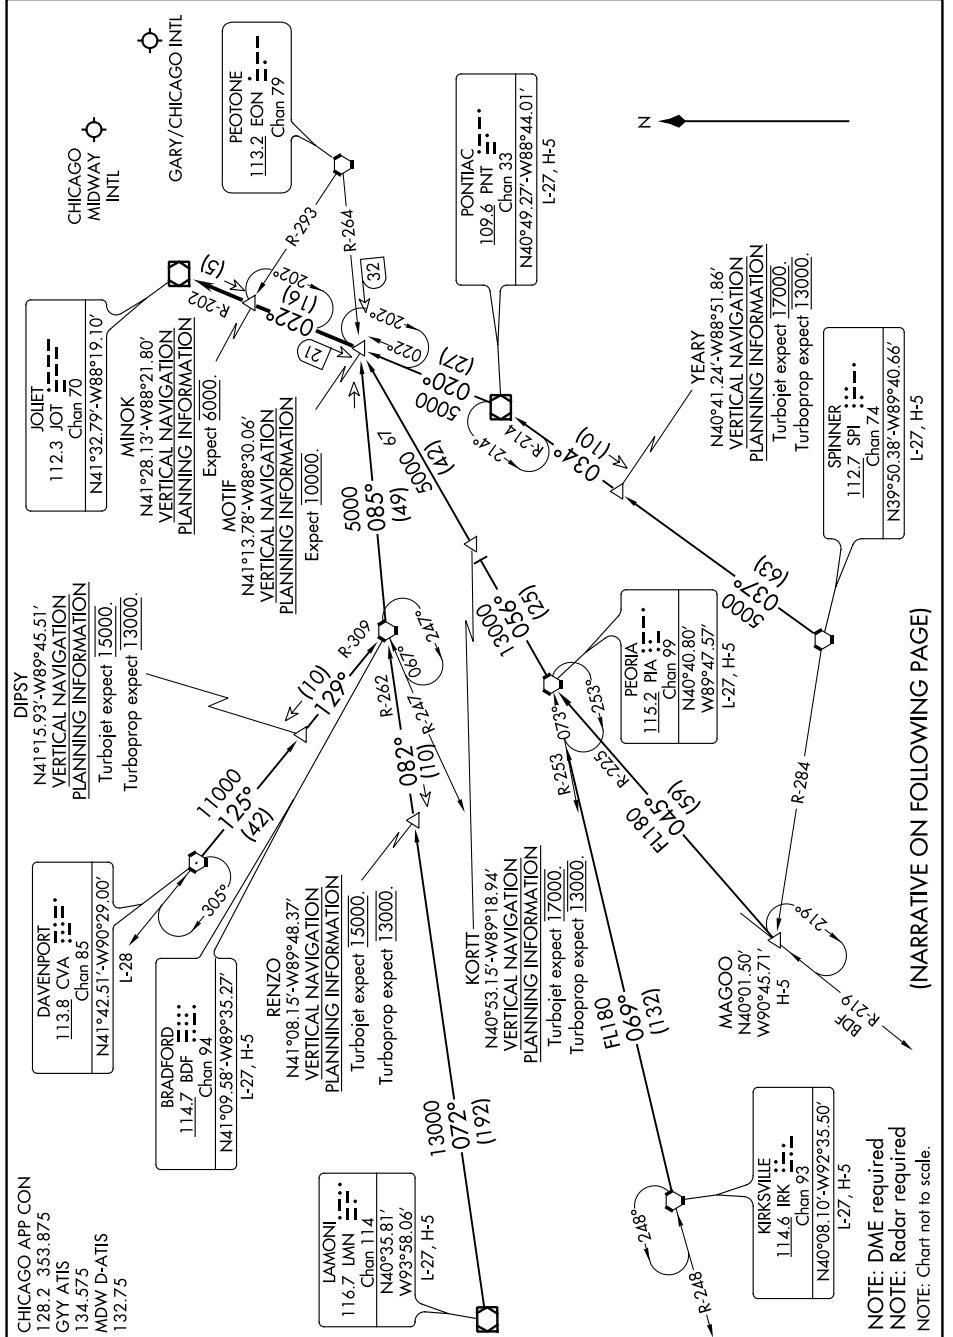 CHICAGO APP CON
128.2 353.875
GYY ATIS
134.575
MDW D-ATIS
132.75
CHICAGO
MIDWAY
INTL
GARY/CHICAGO INTL
JOLIET
112.3 JOT
Chan 70
N41°32.79'-W88°19.10'
PEOTONE
113.2 EON
Chan 79
R-293
R-264
R-202
(5)
202°
(16)
022°
21
32
202°
022°
MINOK
N41°28.13'-W88°21.80'
VERTICAL NAVIGATION
PLANNING INFORMATION
Expect 6000.
MOTIF
N41°13.78'-W88°30.06'
VERTICAL NAVIGATION
PLANNING INFORMATION
Expect 10000.
PONTIAC
109.6 PNT
Chan 33
N40°49.27'-W88°44.01'
L-27, H-5
N
(27)
020°
5000
214°
R-214
034°
(10)
YEARY
N40°41.24'-W88°51.86'
VERTICAL NAVIGATION
PLANNING INFORMATION
Turbojet expect 17000.
Turboprop expect 13000.
SPINNER
112.7 SPI
Chan 74
N39°50.38'-W89°40.66'
L-27, H-5
5000
037°
(63)
R-284
DIPSY
N41°15.93'-W89°45.51'
VERTICAL NAVIGATION
PLANNING INFORMATION
Turbojet expect 15000.
Turboprop expect 13000.
DAVENPORT
113.8 CVA
Chan 85
N41°42.51'-W90°29.00'
L-28
305°
11000
125°
(42)
(10)
129°
R-309
BRADFORD
114.7 BDF
Chan 94
N41°09.58'-W89°35.27'
L-27, H-5
5000
085°
(49)
R-262
082°
(10)
R-247
067°
247°
5000 67
(42)
13000
056°
(25)
RENZO
N41°08.15'-W89°48.37'
VERTICAL NAVIGATION
PLANNING INFORMATION
Turbojet expect 15000.
Turboprop expect 13000.
KORTT
N40°53.15'-W89°18.94'
VERTICAL NAVIGATION
PLANNING INFORMATION
Turbojet expect 17000.
Turboprop expect 13000.
PEORIA
115.2 PIA
Chan 99
N40°40.80'
W89°47.57'
L-27, H-5
R-253
073°
253°
R-225
FL180
045°
(59)
MAGOO
N40°01.50'
W90°45.71'
H-5
219°
BDF
R-219
LAMONI
116.7 LMN
Chan 114
N40°35.81'
W93°58.06'
L-27, H-5
13000
072°
(192)
FL180
069°
(132)
KIRKSVILLE
114.6 IRK
Chan 93
N40°08.10'-W92°35.50'
L-27, H-5
248°
R-248
NOTE: DME required
NOTE: Radar required
NOTE: Chart not to scale.
(NARRATIVE ON FOLLOWING PAGE)